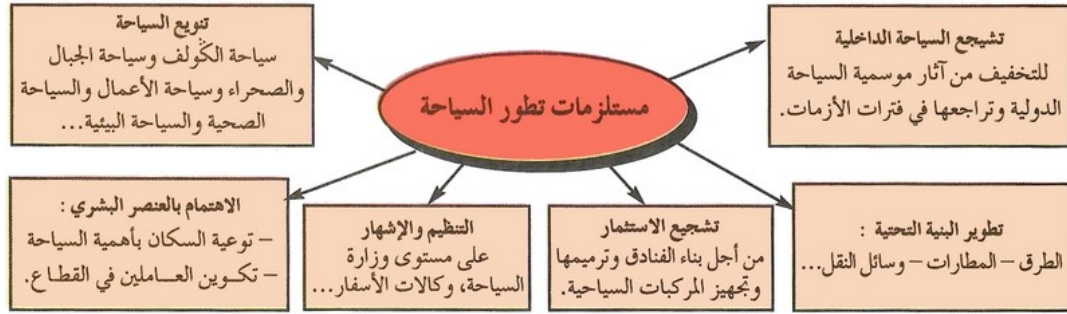 مستلزمات تطور السياحة
تشيجع السياحة الداخلية
للتخفيف من آثار موسمية السياحة
الدولية وتراجعها في فترات الأزمات.
تنويع السياحة
سياحة الكَولف وسياحة الجبال
والصحراء وسياحة الأعمال والسياحة
الصحية والسياحة البيئية...
تطوير البنية التحتية :
الطرق – المطارات – وسائل النقل...
تشجيع الاستثمار
من أجل بناء الفنادق وترميمها
وتجهيز المركبات السياحية.
التنظيم والإشهار
على مستوى وزارة
السياحة، وكالات الأسفار...
الاهتمام بالعنصر البشري :
– توعية السكان بأهمية السياحة
– تكوين العاملين في القطاع.